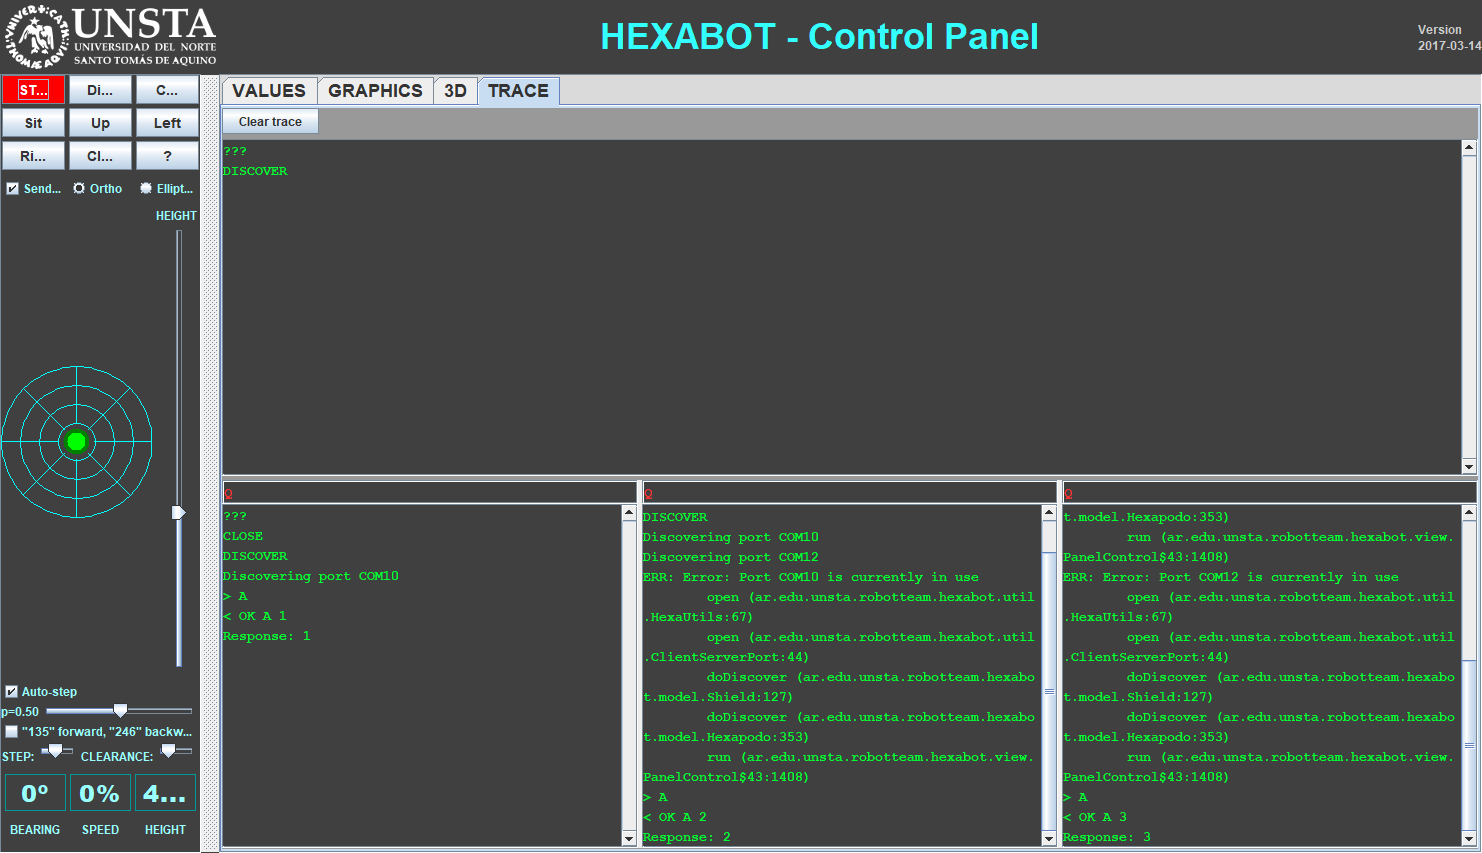 UNSTA
UNIVERSIDAD DEL NORTE
SANTO TOMÁS DE AQUINO
HEXABOT - Control Panel
Version
2017-03-14
ST... Di... C...
Sit Up Left
Ri... Cl... ?
Send... Ortho Ellipt...
HEIGHT
Auto-step
p=0.50
"135" forward, "246" backw...
STEP: CLEARANCE:
0º 0% 4...
BEARING SPEED HEIGHT
VALUES GRAPHICS 3D TRACE
Clear trace
???
DISCOVER
Q
???
CLOSE
DISCOVER
Discovering port COM10
> A
< OK A 1
Response: 1
Q
DISCOVER
Discovering port COM10
Discovering port COM12
ERR: Error: Port COM10 is currently in use
open (ar.edu.unsta.robotteam.hexabot.util
.HexaUtils:67)
open (ar.edu.unsta.robotteam.hexabot.util
.ClientServerPort:44)
doDiscover (ar.edu.unsta.robotteam.hexabo
t.model.Shield:127)
doDiscover (ar.edu.unsta.robotteam.hexabo
t.model.Hexapodo:353)
run (ar.edu.unsta.robotteam.hexabot.view.
PanelControl$43:1408)
> A
< OK A 2
Response: 2
Q
t.model.Hexapodo:353)
run (ar.edu.unsta.robotteam.hexabot.view.
PanelControl$43:1408)
ERR: Error: Port COM12 is currently in use
open (ar.edu.unsta.robotteam.hexabot.util
.HexaUtils:67)
open (ar.edu.unsta.robotteam.hexabot.util
.ClientServerPort:44)
doDiscover (ar.edu.unsta.robotteam.hexabo
t.model.Shield:127)
doDiscover (ar.edu.unsta.robotteam.hexabo
t.model.Hexapodo:353)
run (ar.edu.unsta.robotteam.hexabot.view.
PanelControl$43:1408)
> A
< OK A 3
Response: 3